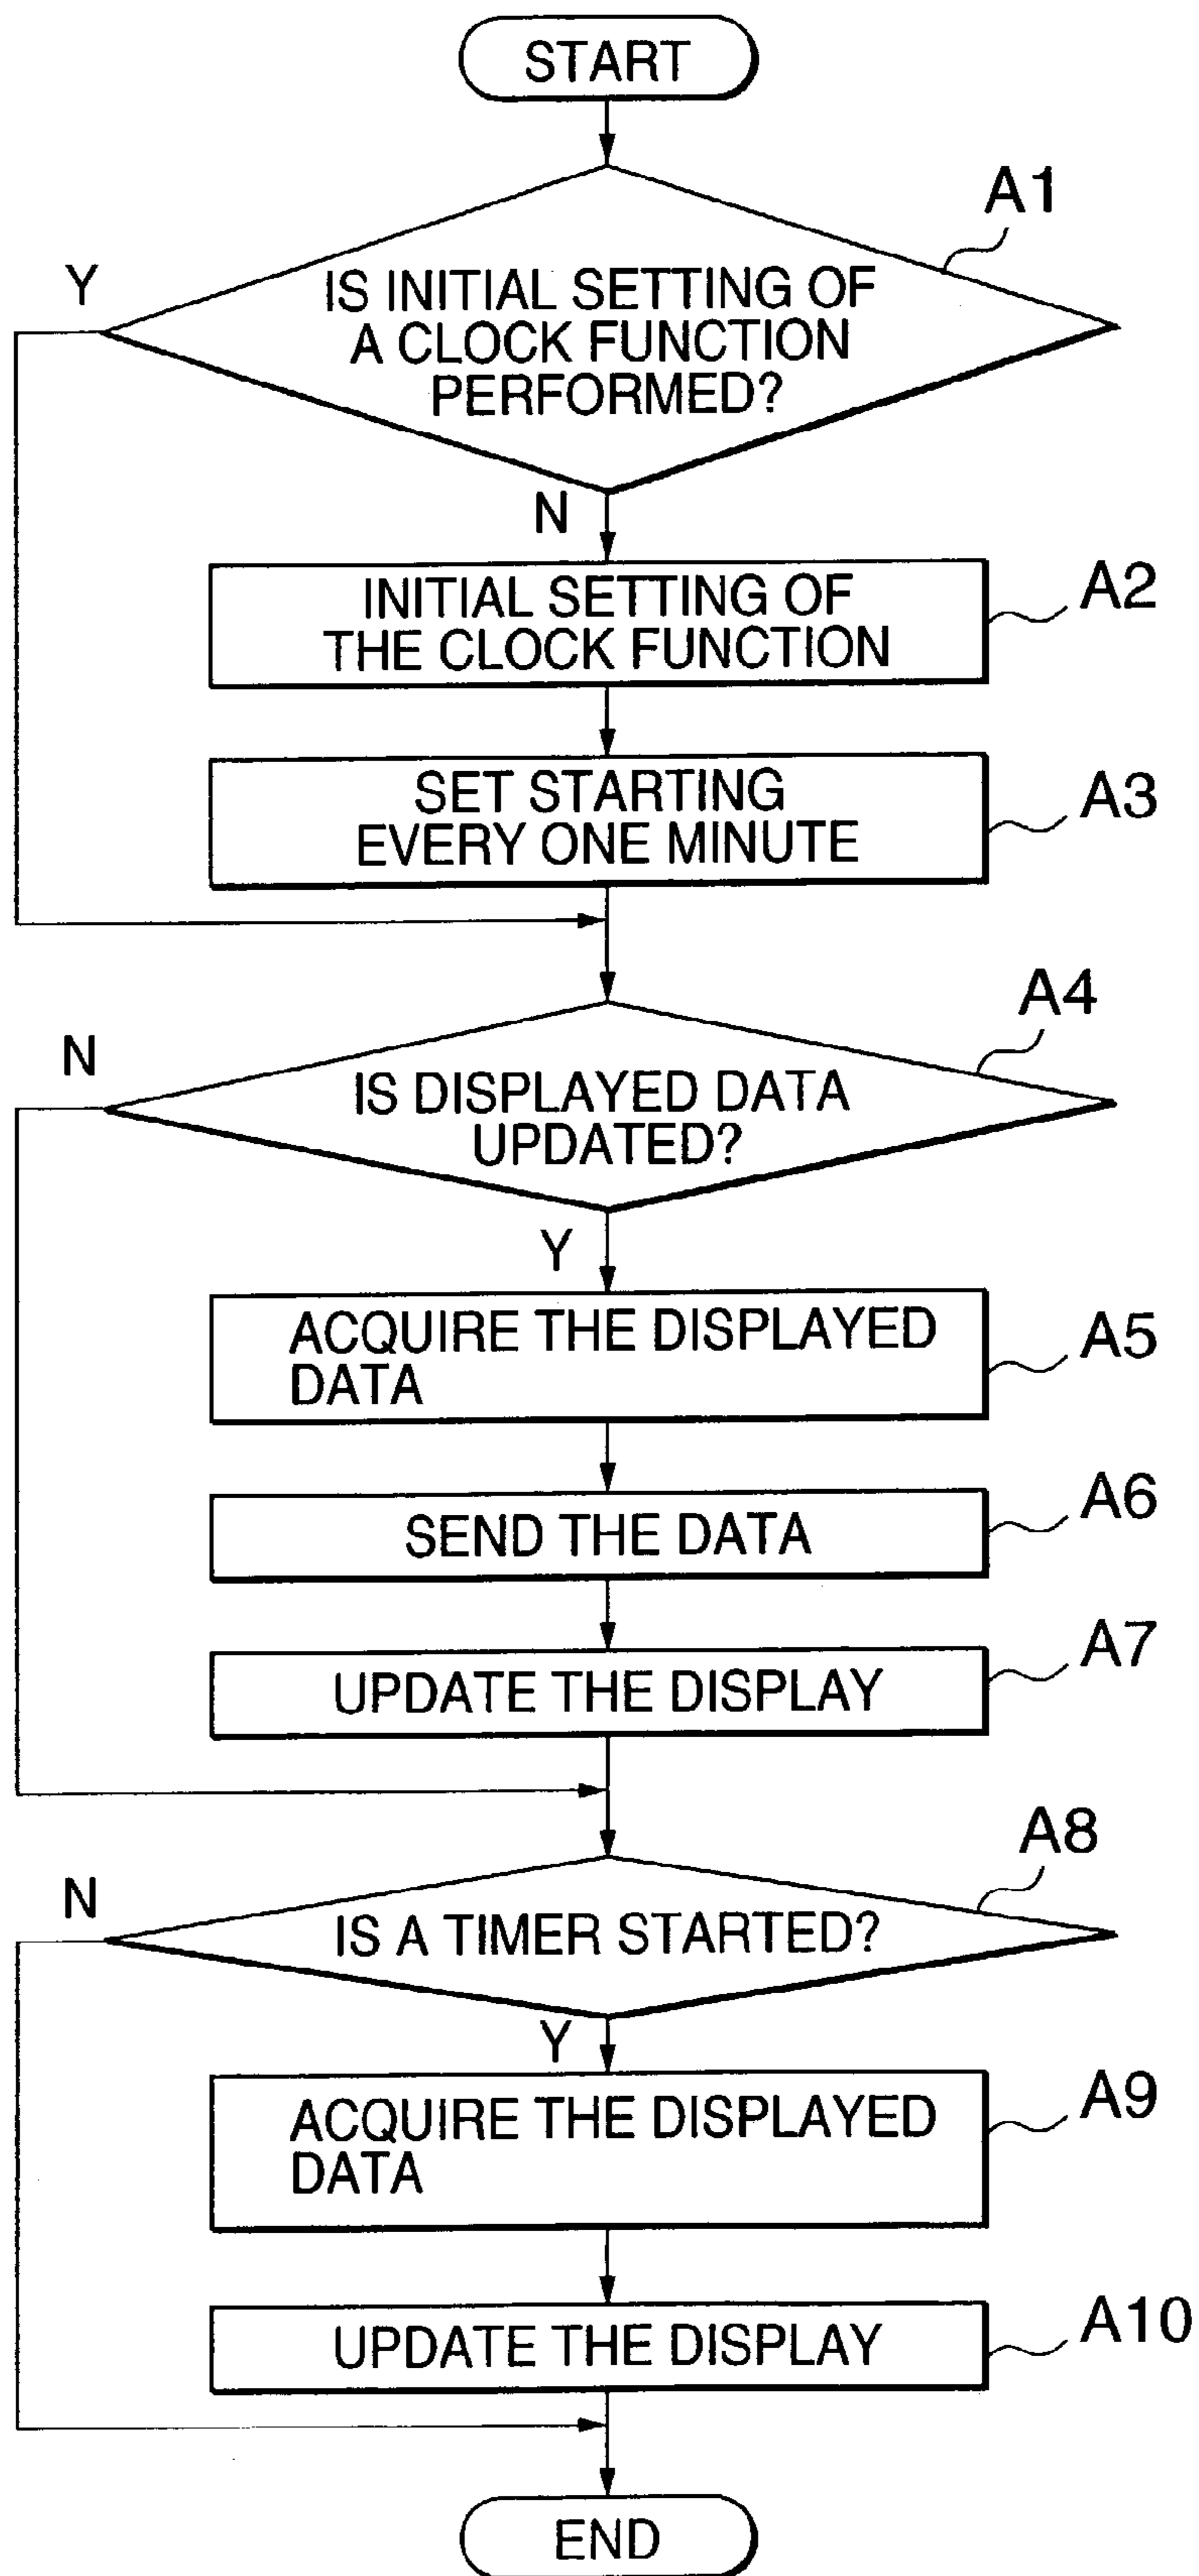 START
A1
Y
IS INITIAL SETTING OF
A CLOCK FUNCTION
PERFORMED?
N
INITIAL SETTING OF
THE CLOCK FUNCTION
A2
SET STARTING
EVERY ONE MINUTE
A3
A4
N
IS DISPLAYED DATA
UPDATED?
Y
ACQUIRE THE DISPLAYED
DATA
A5
SEND THE DATA
A6
UPDATE THE DISPLAY
A7
A8
N
IS A TIMER STARTED?
Y
ACQUIRE THE DISPLAYED
DATA
A9
UPDATE THE DISPLAY
A10
END